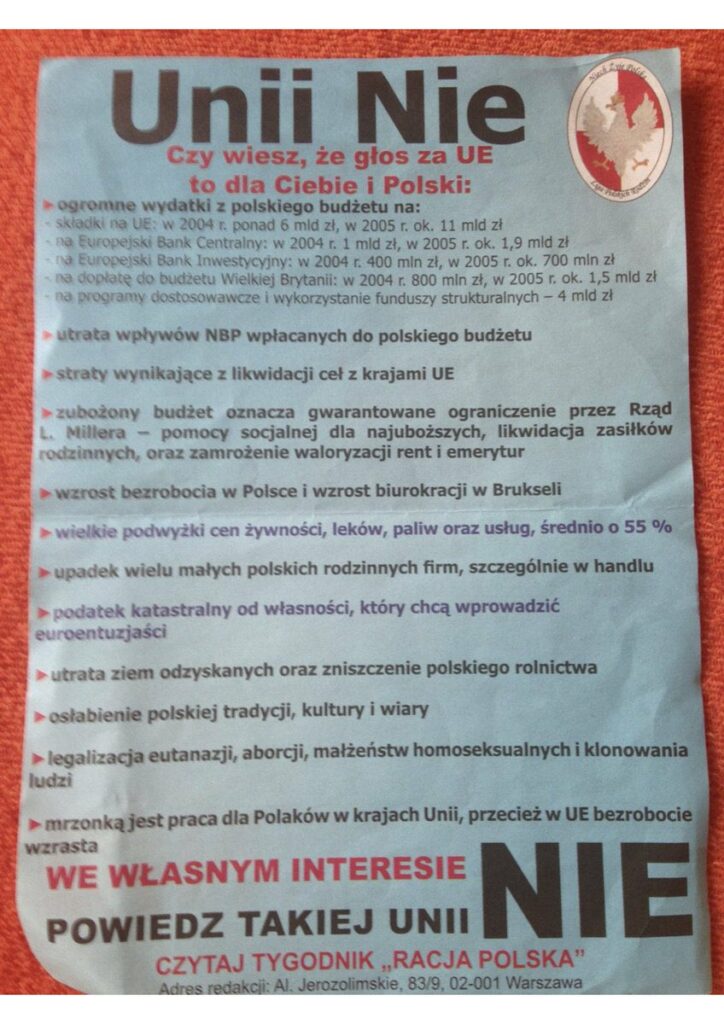 Unii Nie
Niech Żyje Polska
Liga Polskich Rodzin
Czy wiesz, że głos za UE
to dla Ciebie i Polski:
►ogromne wydatki z polskiego budżetu na:
- składki na UE: w 2004 r. ponad 6 mld zł, w 2005 r. ok. 11 mld zł
- na Europejski Bank Centralny: w 2004 r. 1 mld zł, w 2005 r. ok. 1,9 mld zł
- na Europejski Bank Inwestycyjny: w 2004 r. 400 mln zł, w 2005 r. ok. 700 mln zł
- na dopłatę do budżetu Wielkiej Brytanii: w 2004 r. 800 mln zł, w 2005 r. ok. 1,5 mld zł
- na programy dostosowawcze i wykorzystanie funduszy strukturalnych – 4 mld zł
►utrata wpływów NBP wpłacanych do polskiego budżetu
►straty wynikające z likwidacji ceł z krajami UE
►zubożony budżet oznacza gwarantowane ograniczenie przez Rząd
L. Millera – pomocy socjalnej dla najuboższych, likwidacja zasiłków
rodzinnych, oraz zamrożenie waloryzacji rent i emerytur
►wzrost bezrobocia w Polsce i wzrost biurokracji w Brukseli
►wielkie podwyżki cen żywności, leków, paliw oraz usług, średnio o 55 %
►upadek wielu małych polskich rodzinnych firm, szczególnie w handlu
►podatek katastralny od własności, który chcą wprowadzić
euroentuzjaści
►utrata ziem odzyskanych oraz zniszczenie polskiego rolnictwa
►osłabienie polskiej tradycji, kultury i wiary
►legalizacja eutanazji, aborcji, małżeństw homoseksualnych i klonowania
ludzi
►mrzonką jest praca dla Polaków w krajach Unii, przecież w UE bezrobocie
wzrasta
WE WŁASNYM INTERESIE
POWIEDZ TAKIEJ UNII NIE
CZYTAJ TYGODNIK „RACJA POLSKA”
Adres redakcji: Al. Jerozolimskie, 83/9, 02-001 Warszawa